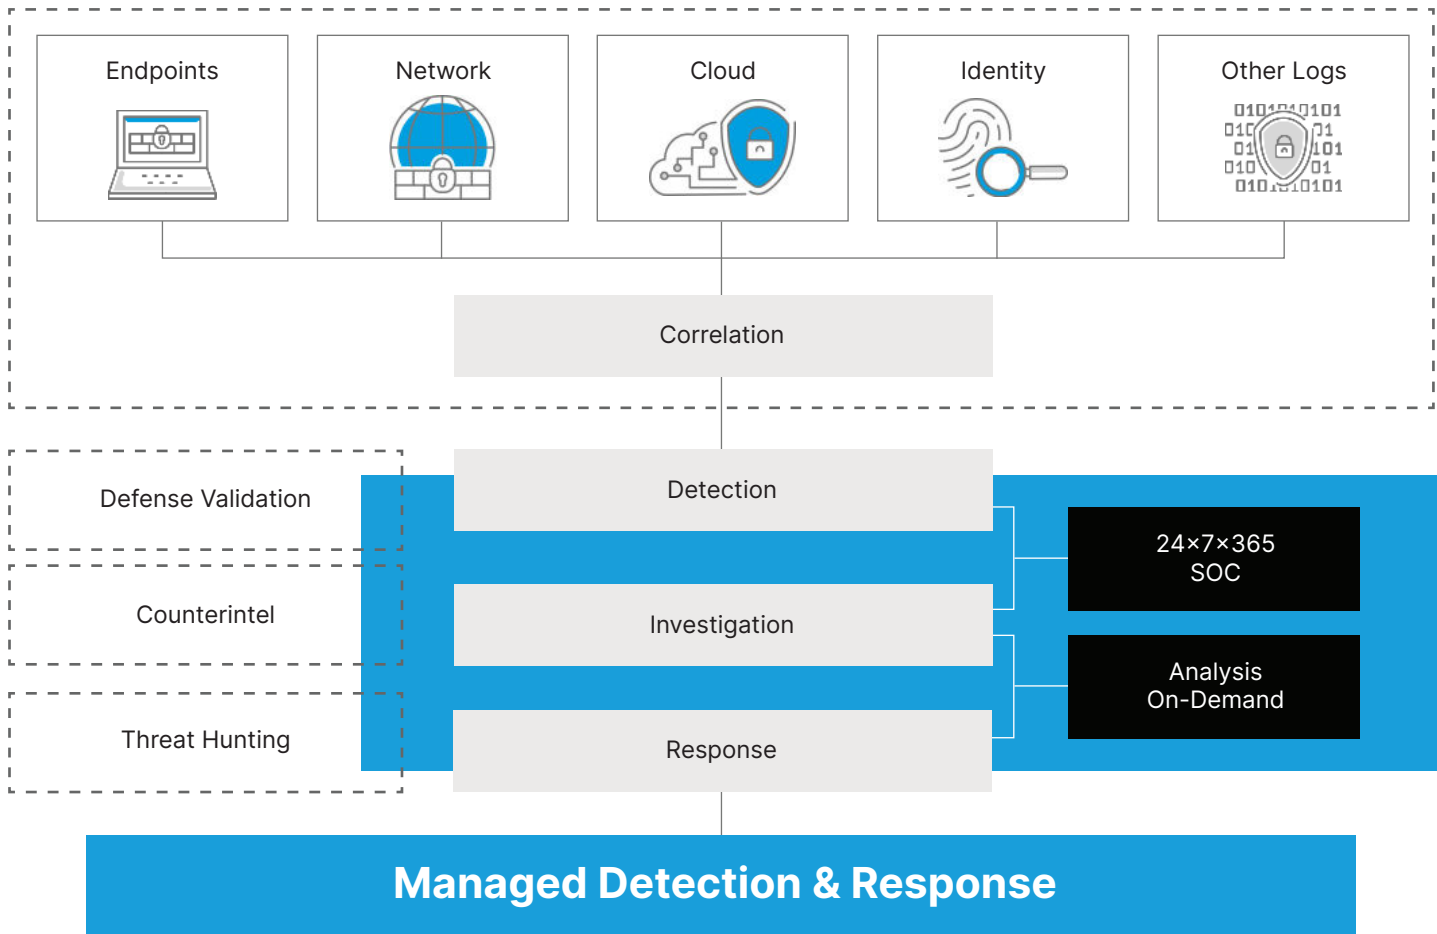 Endpoints
Network
Cloud
Identity
Other Logs
Correlation
Defense Validation
Detection
24×7×365
SOC
Counterintel
Investigation
Analysis
On-Demand
Threat Hunting
Response
Managed Detection & Response